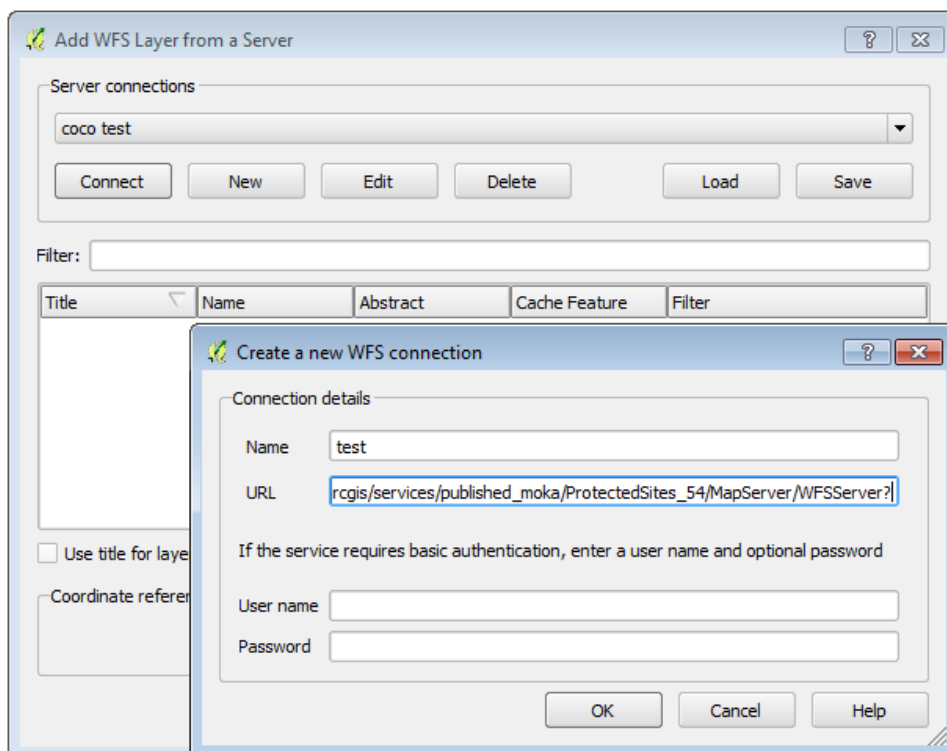 Add WFS Layer from a Server
Server connections
coco test
Connect New Edit Delete Load Save
Filter:
Title Name Abstract Cache Feature Filter
Create a new WFS connection
Connection details
Name test
URL rcgis/services/published_moka/ProtectedSites_54/MapServer/WFSServer?
If the service requires basic authentication, enter a user name and optional password
Use title for laye
Coordinate referen
User name
Password
OK Cancel Help